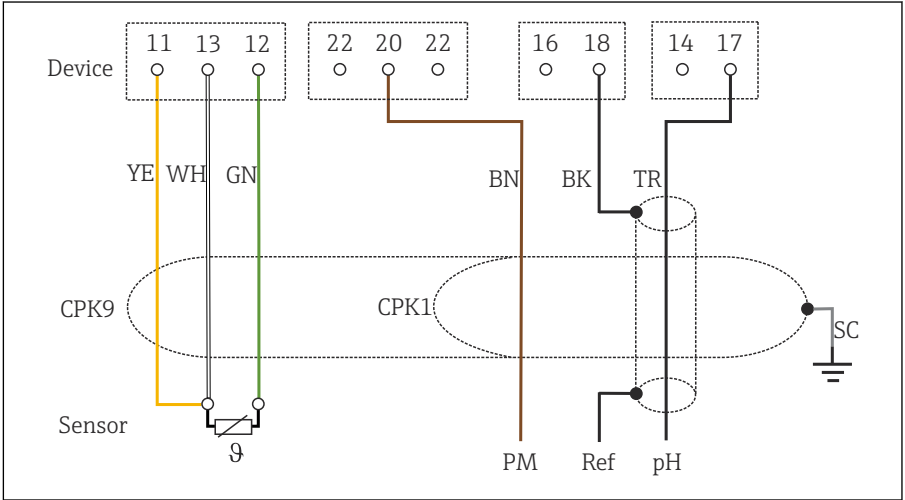 11 13 12 22 20 22 16 18 14 17
Device
YE WH GN BN BK TR
CPK9 CPK1 SC
Sensor
ϑ
PM Ref pH